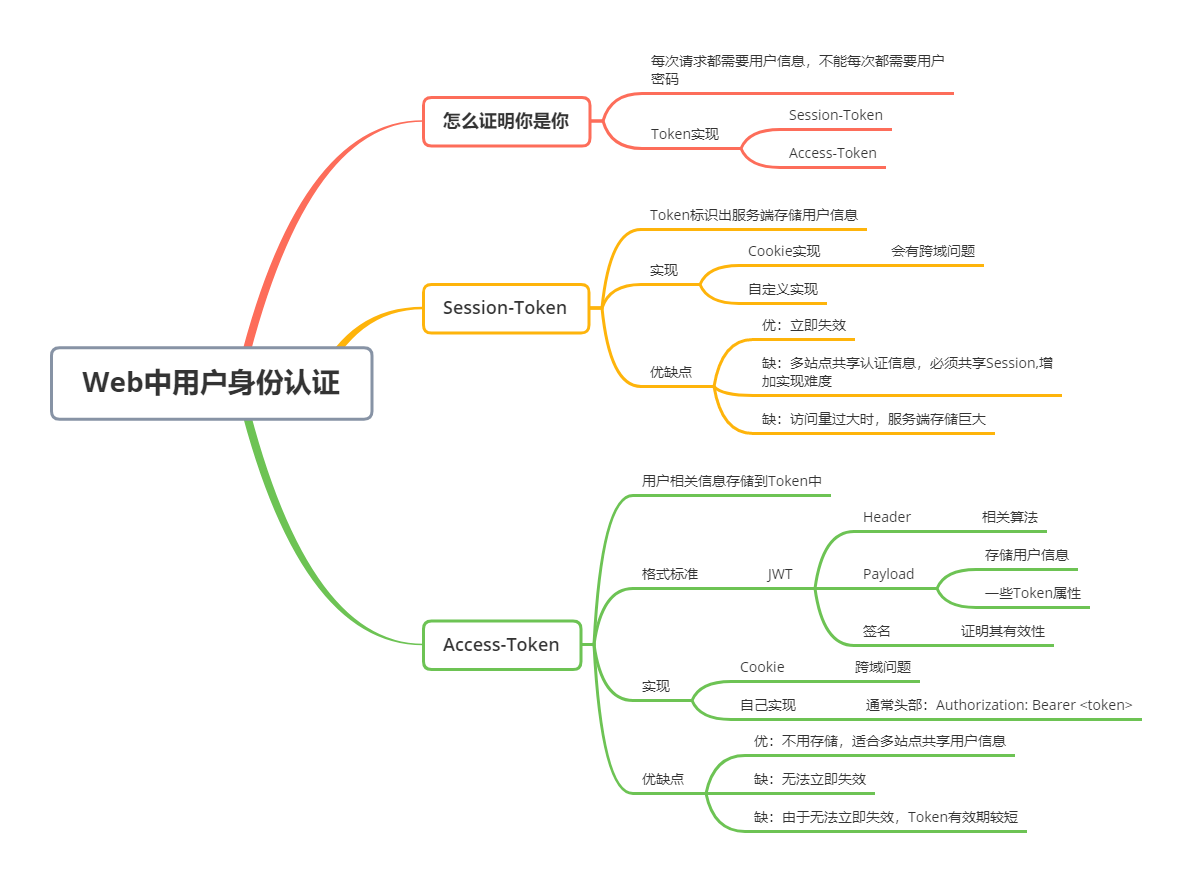 Web中用户身份认证
怎么证明你是你
每次请求都需要用户信息，不能每次都需要用户
密码
Token实现
Session-Token
Access-Token
Session-Token
Token标识出服务端存储用户信息
实现
Cookie实现
会有跨域问题
自定义实现
优缺点
优：立即失效
缺：多站点共享认证信息，必须共享Session,增
加实现难度
缺：访问量过大时，服务端存储巨大
Access-Token
用户相关信息存储到Token中
格式标准
JWT
Header
相关算法
Payload
存储用户信息
一些Token属性
签名
证明其有效性
实现
Cookie
跨域问题
自己实现
通常头部：Authorization: Bearer <token>
优缺点
优：不用存储，适合多站点共享用户信息
缺：无法立即失效
缺：由于无法立即失效，Token有效期较短